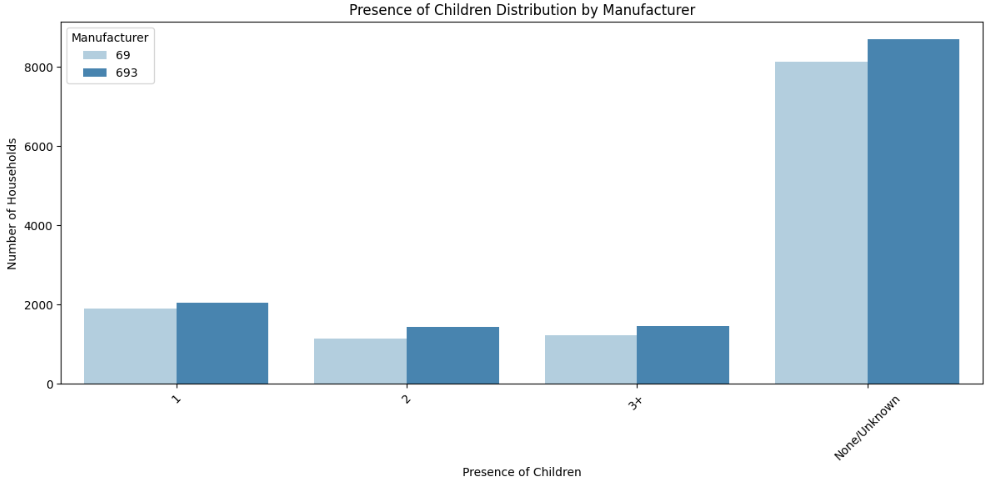 Presence of Children Distribution by Manufacturer
Manufacturer
69
693
Number of Households
8000
6000
4000
2000
0
1
2
3+
None/Unknown
Presence of Children